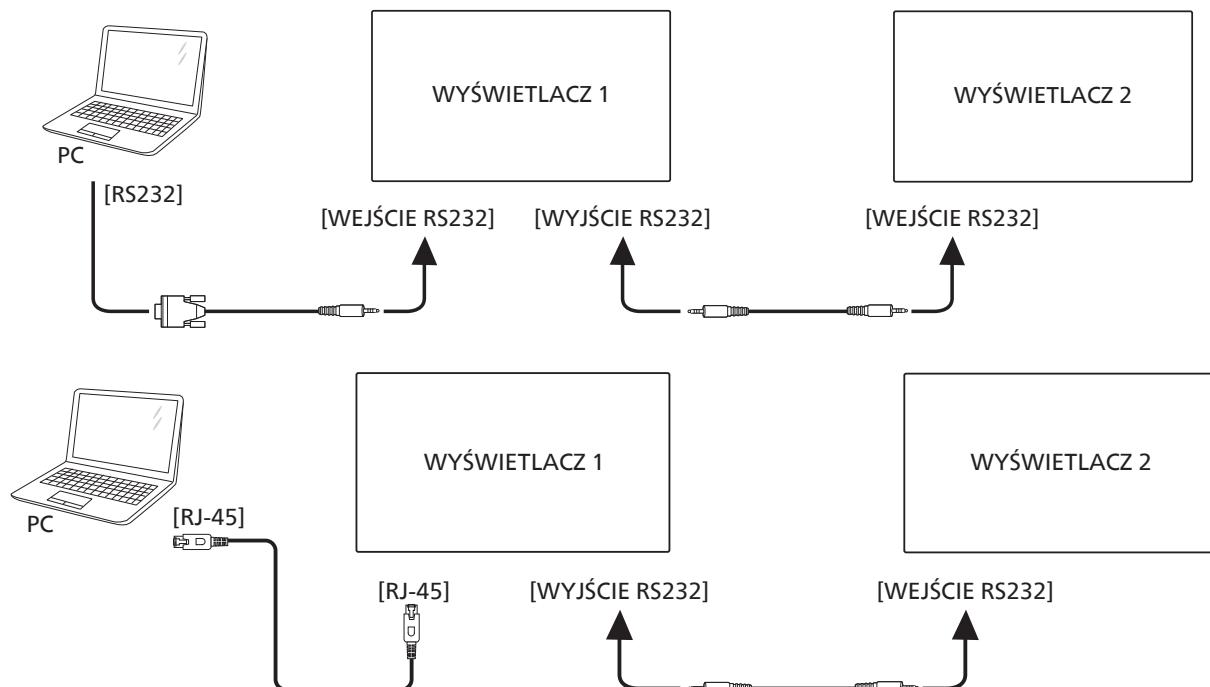 WYŚWIETLACZ 1
WYŚWIETLACZ 2
PC
[RS232]
[WEJŚCIE RS232]
[WYJŚCIE RS232]
[WEJŚCIE RS232]
WYŚWIETLACZ 1
WYŚWIETLACZ 2
PC
[RJ-45]
[RJ-45]
[WYJŚCIE RS232]
[WEJŚCIE RS232]